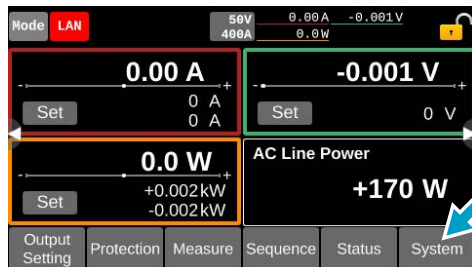 Mode LAN 50V 400A 0.00A -0.001V 0.0W
0.00 A
Set
0 A
0 A
-0.001 V
Set
0 V
0.0 W
Set
+0.002kW
-0.002kW
AC Line Power
+170 W
Output Setting
Protection
Measure
Sequence
Status
System